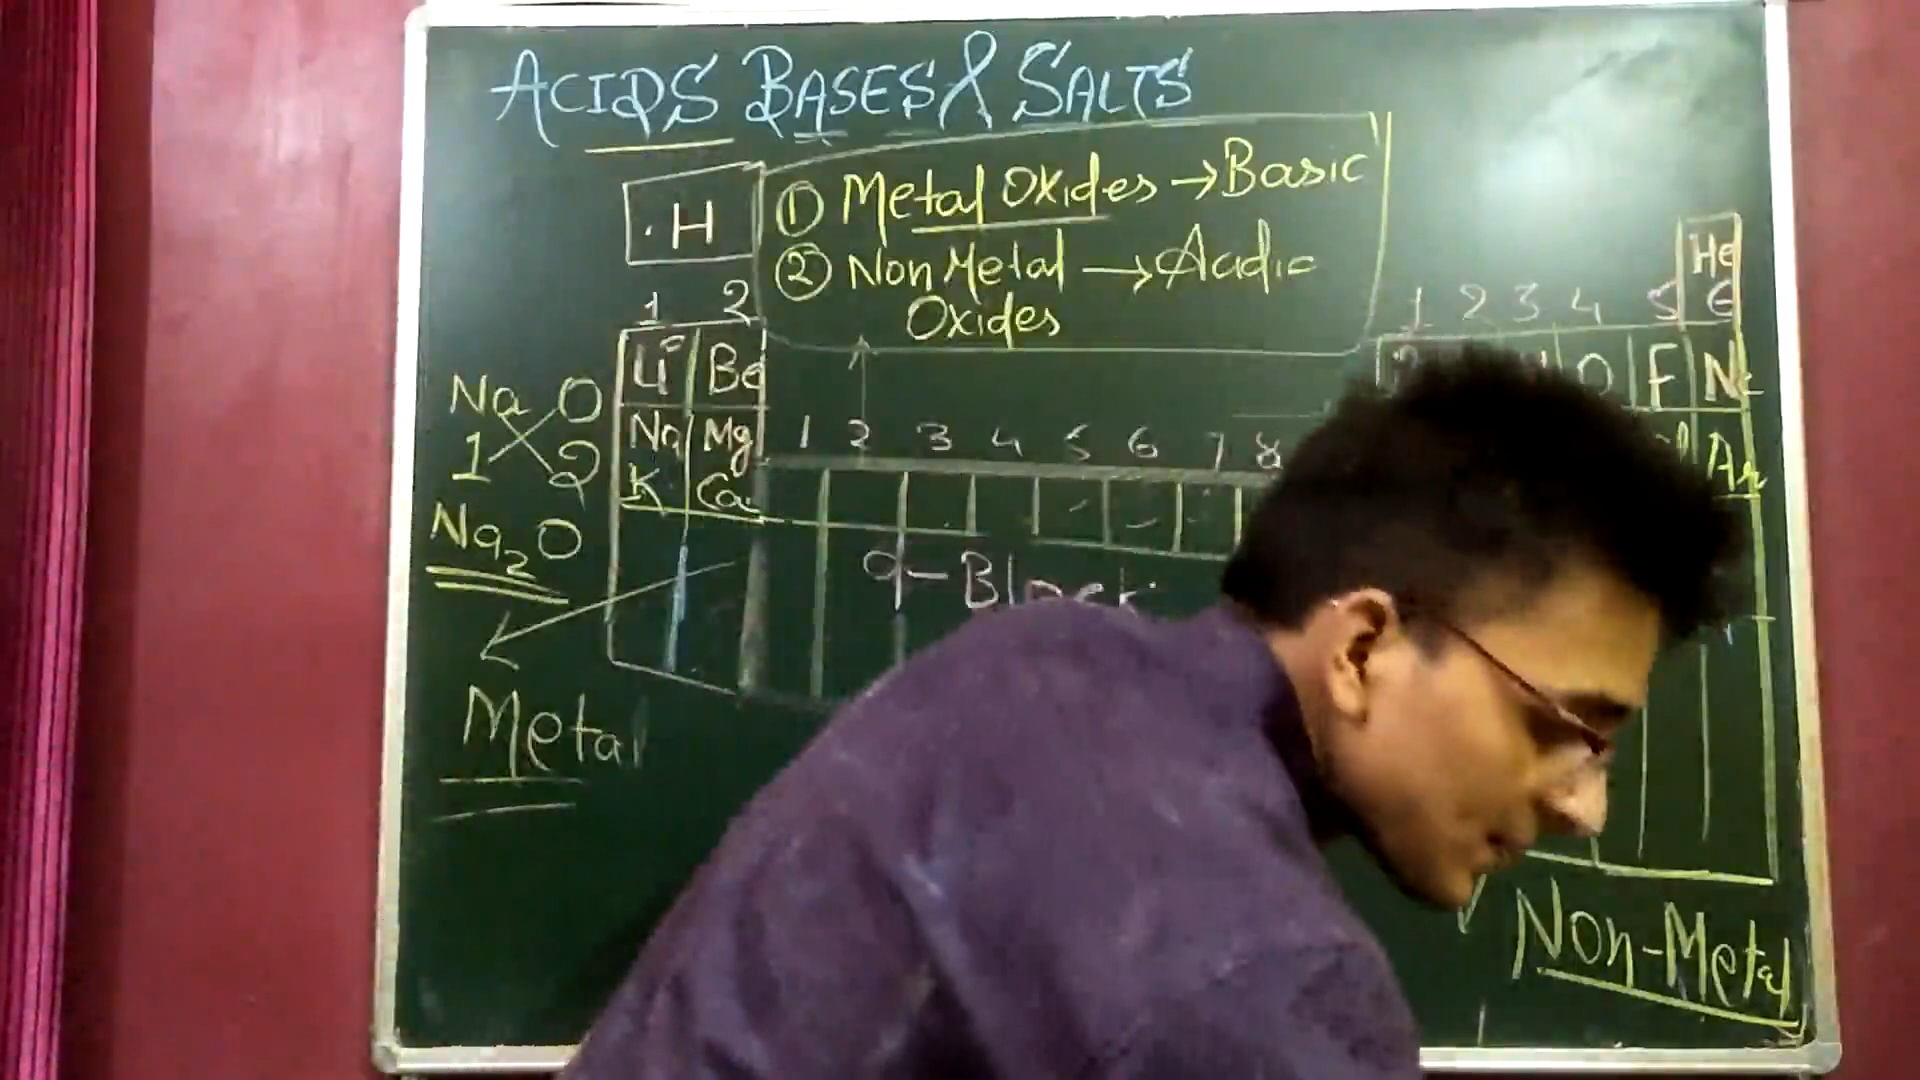 ACIDS BASES & SALTS
① Metal Oxides → Basic
② Non Metal → Acidic
Oxides
H
He
1 2
1 2 3 4 5 6
Li Be
O F Ne
Na O
1 2
Na Mg
1 2 3 4 5 6 7 8
Ar
K Ca
Na₂O
d-Block
Metal
Non-Metal